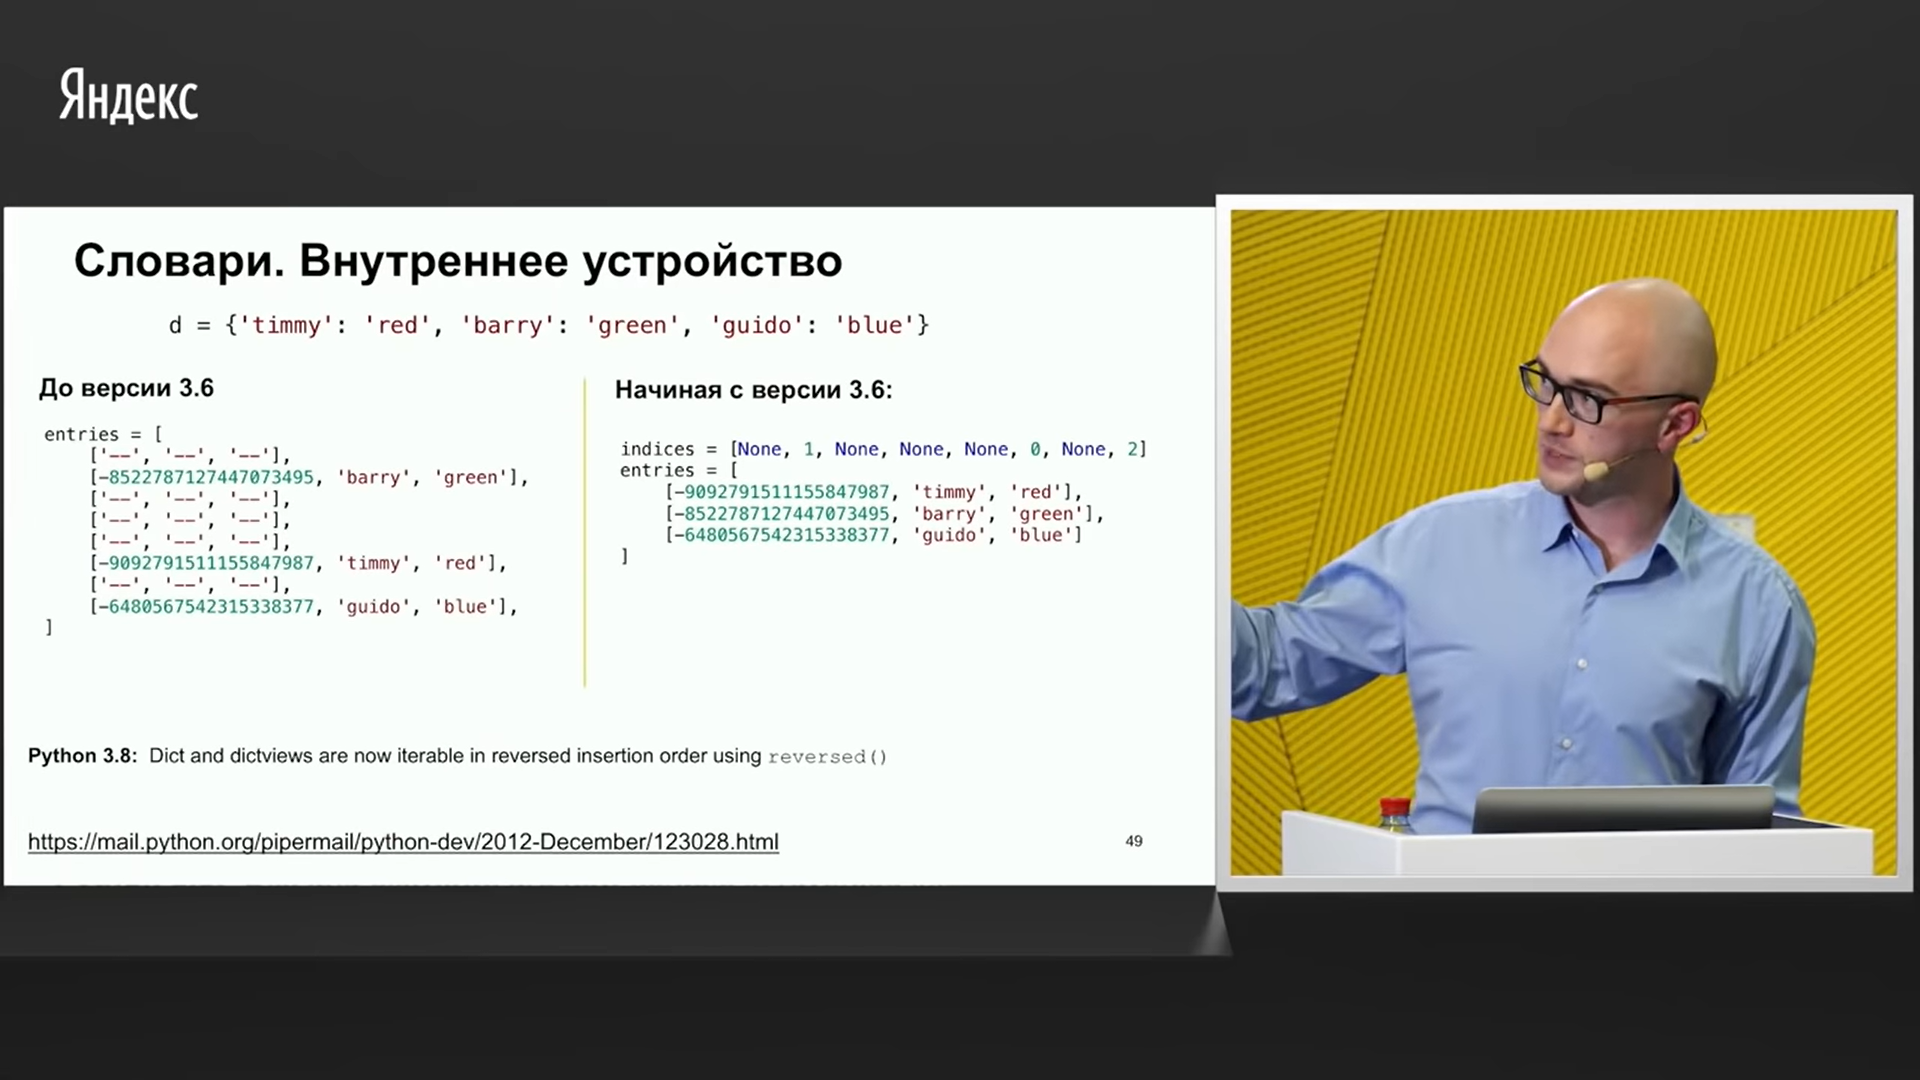 Яндекс
Словари. Внутреннее устройство
d = {'timmy': 'red', 'barry': 'green', 'guido': 'blue'}
До версии 3.6
entries = [
['--', '--', '--'],
[-8522787127447073495, 'barry', 'green'],
['--', '--', '--'],
['--', '--', '--'],
['--', '--', '--'],
[-9092791511155847987, 'timmy', 'red'],
['--', '--', '--'],
[-6480567542315338377, 'guido', 'blue'],
]
Начиная с версии 3.6:
indices = [None, 1, None, None, None, 0, None, 2]
entries = [
[-9092791511155847987, 'timmy', 'red'],
[-8522787127447073495, 'barry', 'green'],
[-6480567542315338377, 'guido', 'blue']
]
Python 3.8: Dict and dictviews are now iterable in reversed insertion order using reversed()
https://mail.python.org/pipermail/python-dev/2012-December/123028.html
49